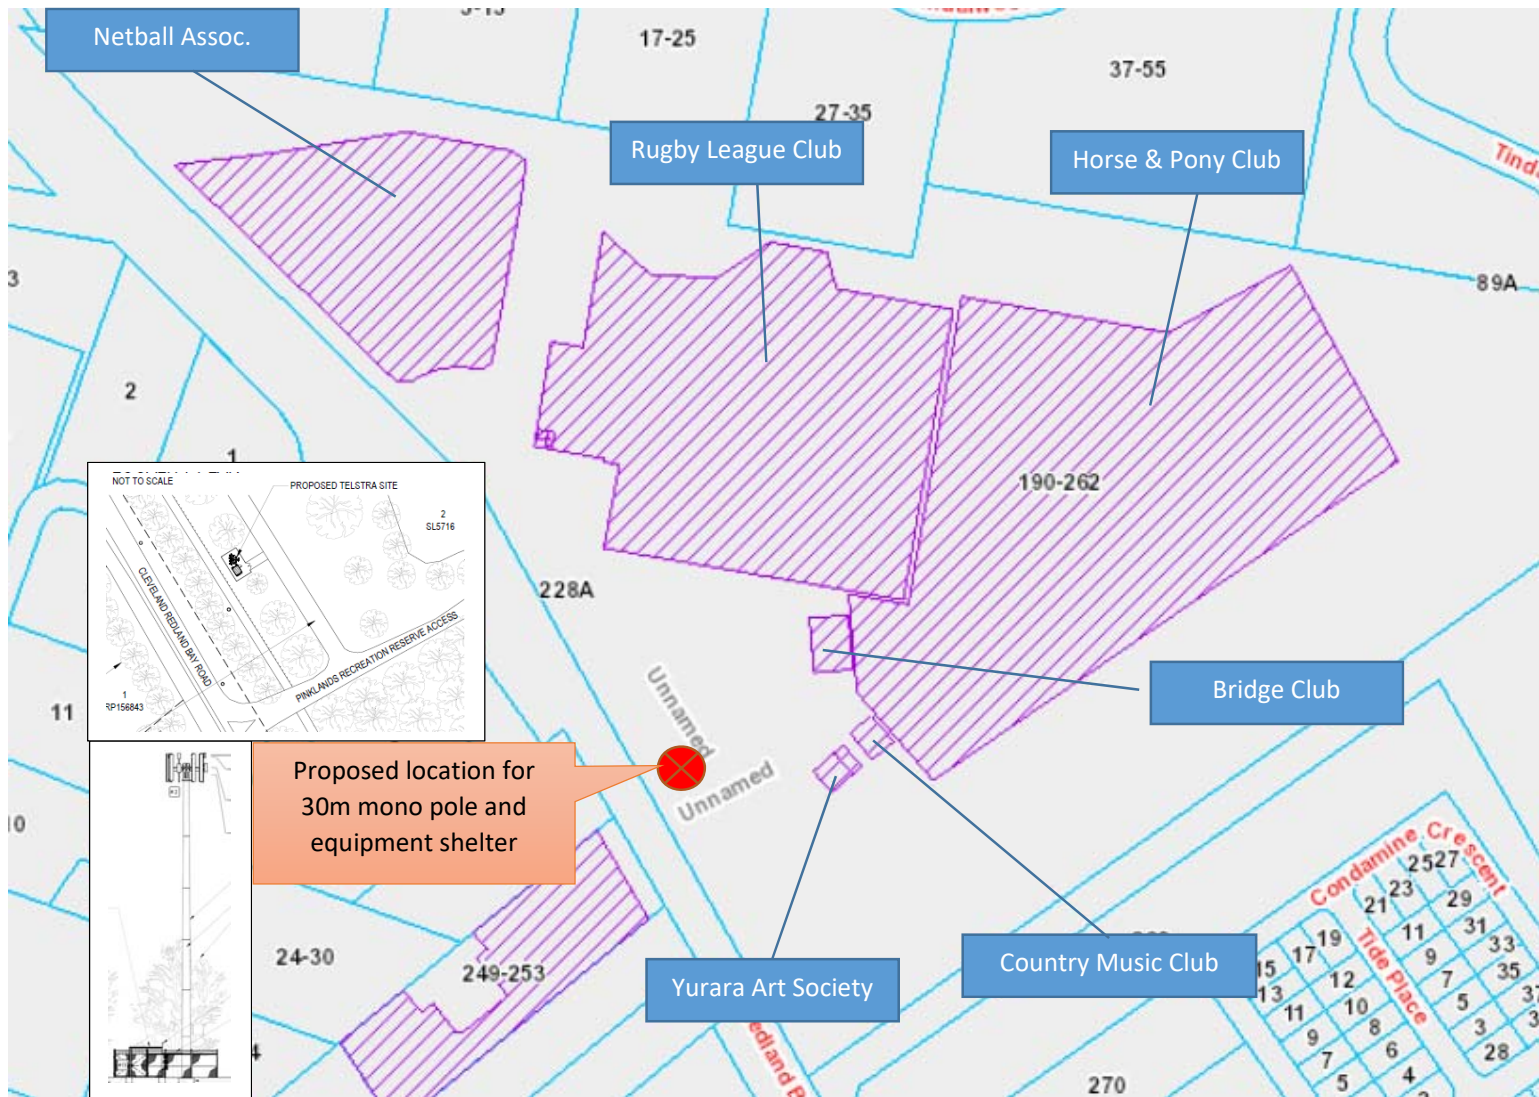 Netball Assoc.
17-25
37-55
27-35
Rugby League Club
Horse & Pony Club
89A
3
2
1
190-262
NOT TO SCALE
PROPOSED TELSTRA SITE
2
SL5716
CLEVELAND REDLAND BAY ROAD
PINKLANDS RECREATION RESERVE ACCESS
1
RP156843
228A
11
Unnamed
Unnamed
Bridge Club
Proposed location for
30m mono pole and
equipment shelter
24-30
249-253
Yurara Art Society
Country Music Club
Condamine Crescent
Tide Place
25 27
23
21
29
31
33
35
11
9
7
5
3
28
19
17
15
13
11
9
7
5
12
10
8
6
4
270